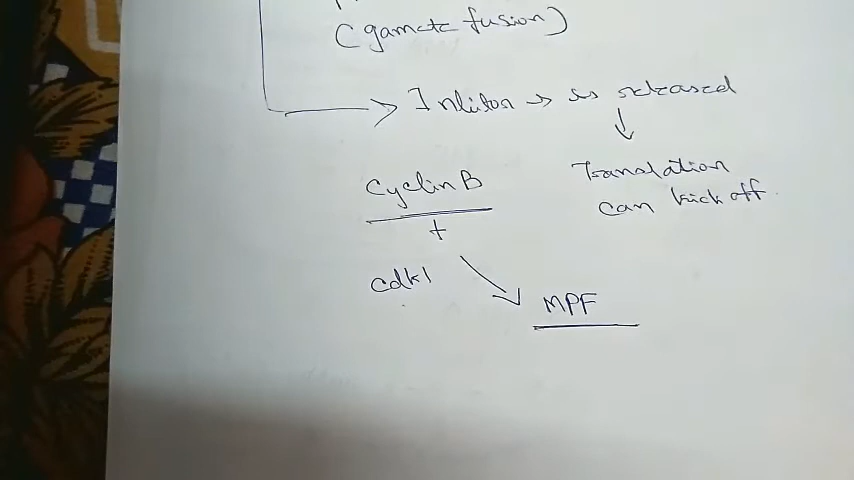 (gamete fusion)
→ Inhibitor → is released
↓
Translation
can kick off
Cyclin B
+
cdk1
→ MPF